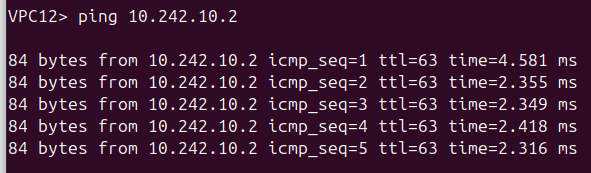 VPC12> ping 10.242.10.2
84 bytes from 10.242.10.2 icmp_seq=1 ttl=63 time=4.581 ms
84 bytes from 10.242.10.2 icmp_seq=2 ttl=63 time=2.355 ms
84 bytes from 10.242.10.2 icmp_seq=3 ttl=63 time=2.349 ms
84 bytes from 10.242.10.2 icmp_seq=4 ttl=63 time=2.418 ms
84 bytes from 10.242.10.2 icmp_seq=5 ttl=63 time=2.316 ms